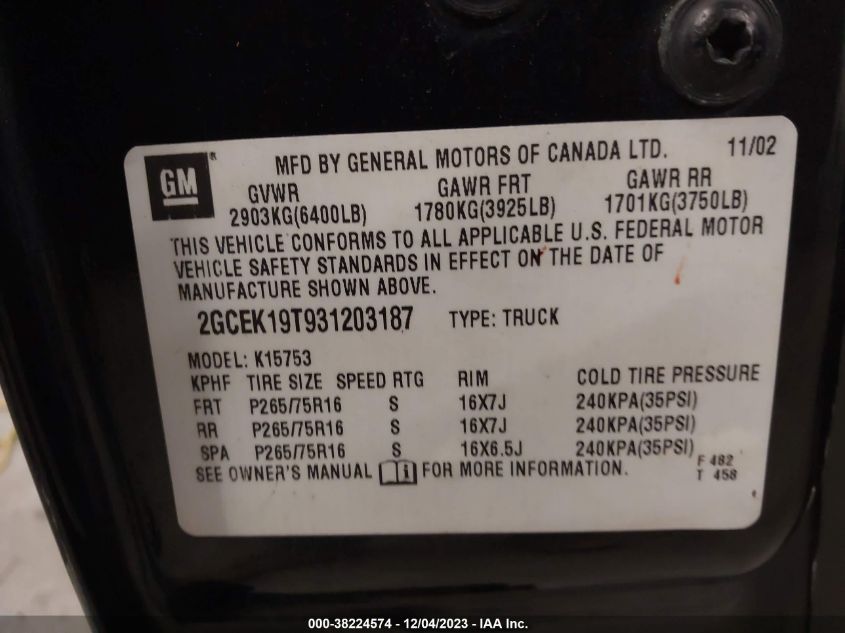 GM ® MFD BY GENERAL MOTORS OF CANADA LTD. 11/02
GVWR GAWR FRT GAWR RR
2903KG(6400LB) 1780KG(3925LB) 1701KG(3750LB)
THIS VEHICLE CONFORMS TO ALL APPLICABLE U.S. FEDERAL MOTOR
VEHICLE SAFETY STANDARDS IN EFFECT ON THE DATE OF
MANUFACTURE SHOWN ABOVE.
2GCEK19T931203187 TYPE: TRUCK
MODEL: K15753
KPHF TIRE SIZE SPEED RTG RIM COLD TIRE PRESSURE
FRT P265/75R16 S 16X7J 240KPA(35PSI)
RR P265/75R16 S 16X7J 240KPA(35PSI)
SPA P265/75R16 S 16X6.5J 240KPA(35PSI)
SEE OWNER'S MANUAL i FOR MORE INFORMATION. F 482
T 458
000-38224574 - 12/04/2023 - IAA Inc.